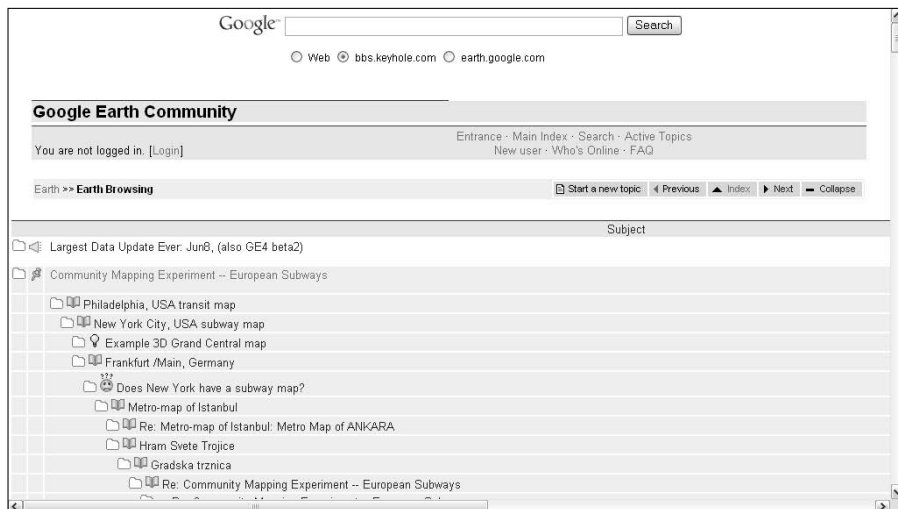 Google™ Search
Web bbs.keyhole.com earth.google.com
Google Earth Community
Entrance · Main Index · Search · Active Topics
You are not logged in. [Login] New user · Who's Online · FAQ
Earth >> Earth Browsing Start a new topic Previous Index Next Collapse
Subject
Largest Data Update Ever: Jun8, (also GE4 beta2)
Community Mapping Experiment -- European Subways
Philadelphia, USA transit map
New York City, USA subway map
Example 3D Grand Central map
Frankfurt /Main, Germany
???
Does New York have a subway map?
Metro-map of Istanbul
Re: Metro-map of Istanbul: Metro Map of ANKARA
Hram Svete Trojice
Gradska trznica
Re: Community Mapping Experiment -- European Subways